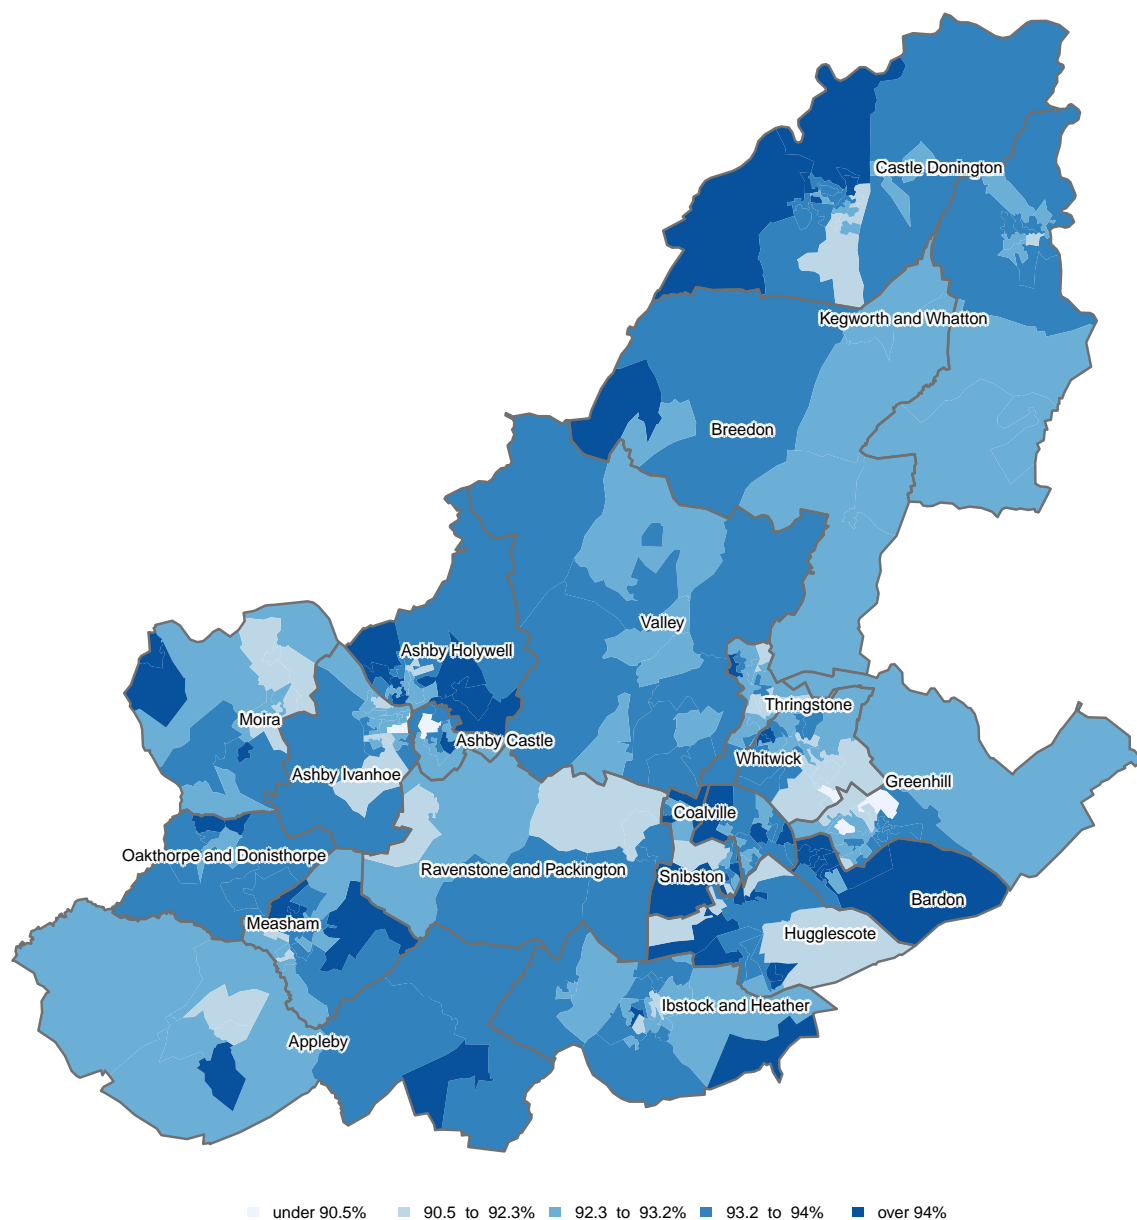 Castle Donington
Kegworth and Whatton
Breedon
Valley
Ashby Holywell
Thringstone
Moira
Ashby Castle
Whitwick
Ashby Ivanhoe
Greenhill
Coalville
Oakthorpe and Donisthorpe
Ravenstone and Packington
Snibston
Bardon
Measham
Hugglescote
Ibstock and Heather
Appleby
under 90.5% 90.5 to 92.3% 92.3 to 93.2% 93.2 to 94% over 94%